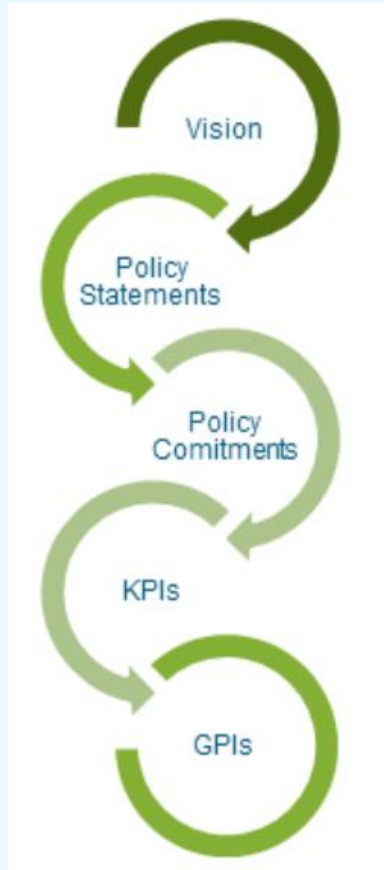 Vision
Policy
Statements
Policy
Comitments
KPIs
GPIs